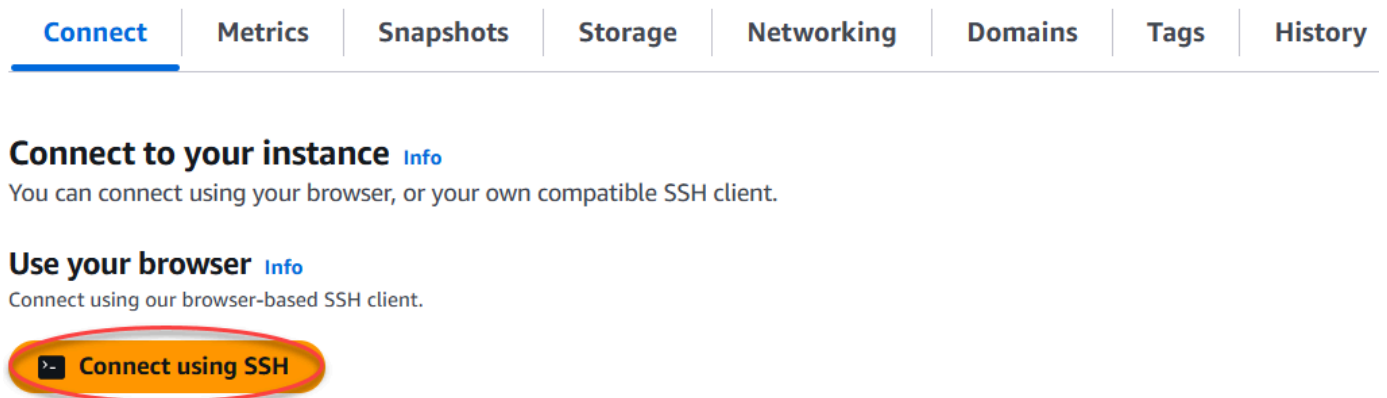 Connect Metrics Snapshots Storage Networking Domains Tags History
Connect to your instance Info
You can connect using your browser, or your own compatible SSH client.
Use your browser Info
Connect using our browser-based SSH client.
>- Connect using SSH